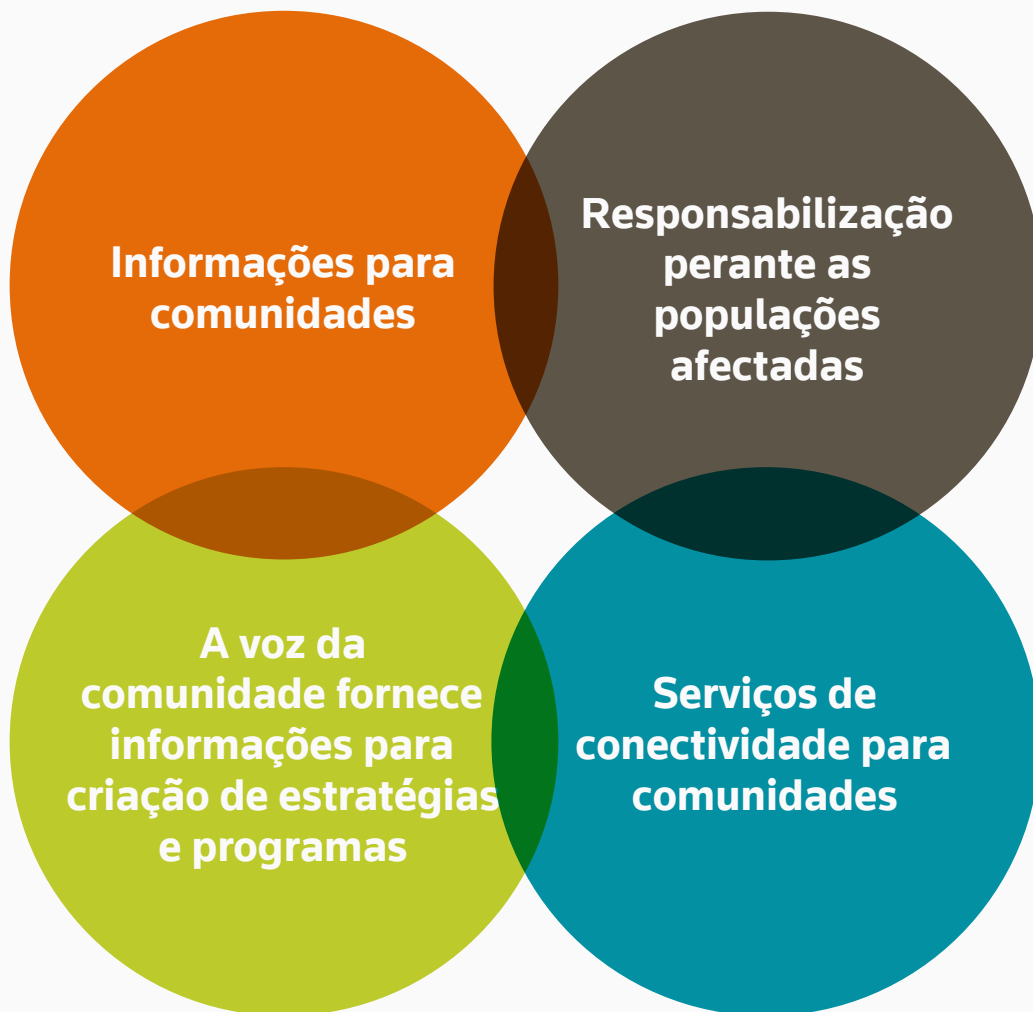 Informações para
comunidades
Responsabilização
perante as
populações
afectadas
A voz da
comunidade fornece
informações para
criação de estratégias
e programas
Serviços de
conectividade para
comunidades